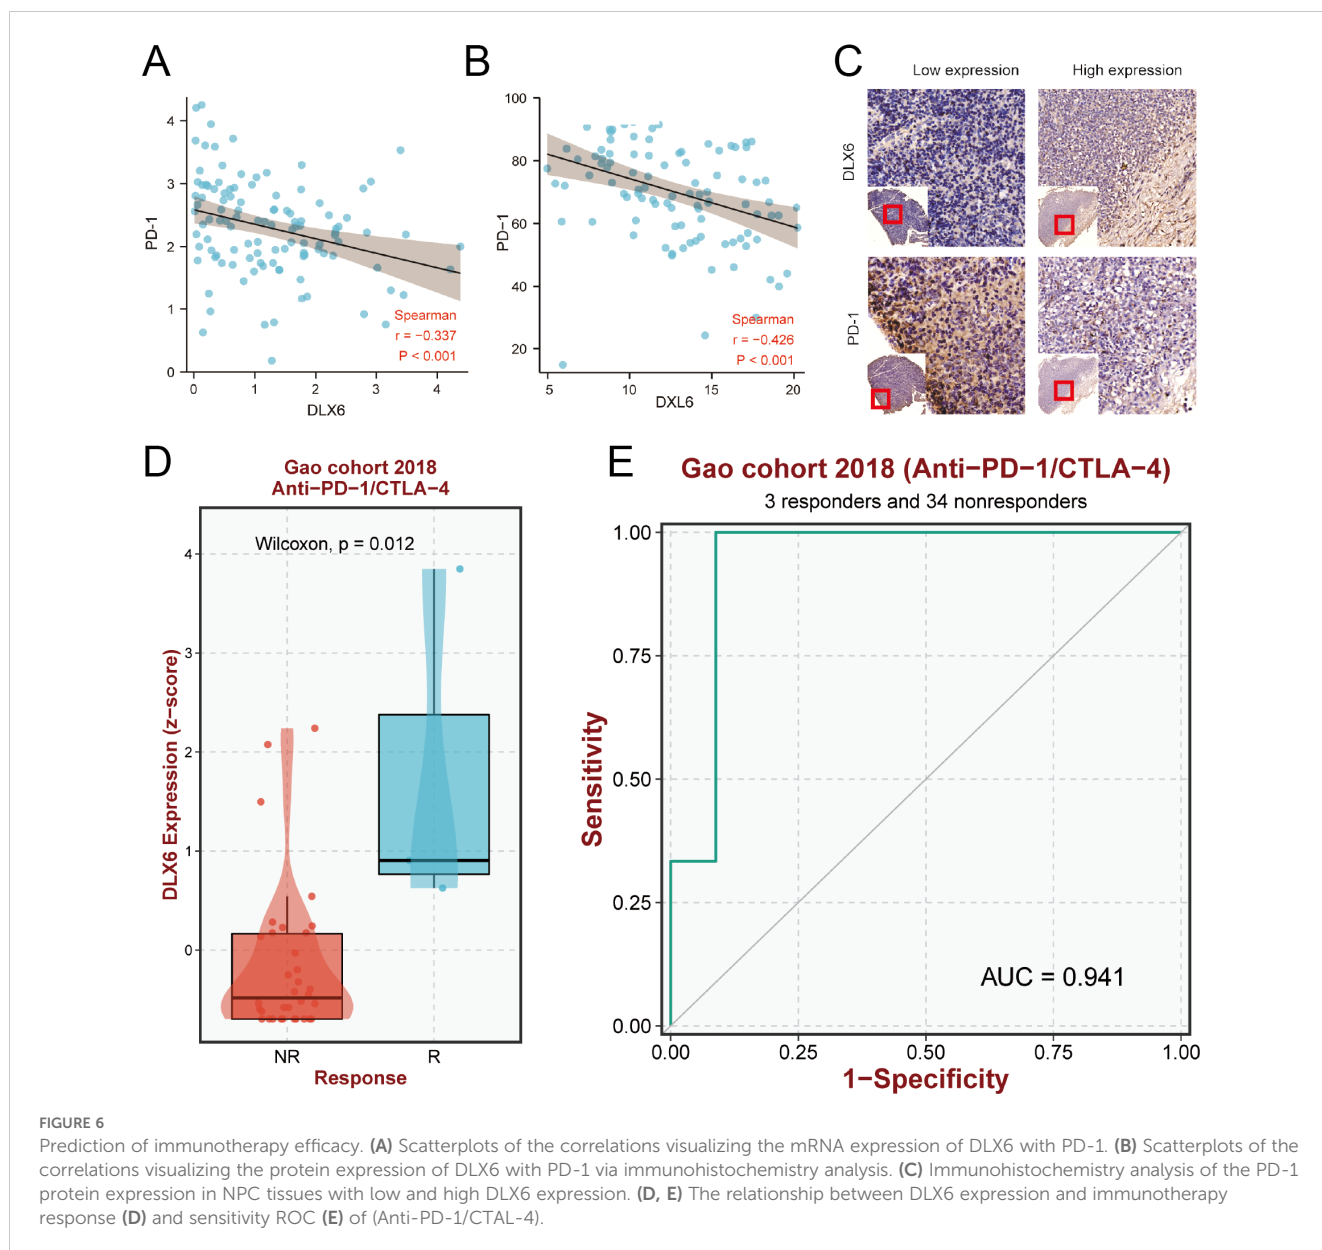 A
PD-1
4
3
2
1
0
0 1 2 3 4
DLX6
Spearman
r = −0.337
P < 0.001
B
PD−1
100
80
60
40
20
5 10 15 20
DXL6
Spearman
r = −0.426
P < 0.001
C
Low expression High expression
DLX6
PD-1
D
Gao cohort 2018
Anti−PD−1/CTLA−4
Wilcoxon, p = 0.012
DLX6 Expression (z−score)
4
3
2
1
0
NR R
Response
E
Gao cohort 2018 (Anti−PD−1/CTLA−4)
3 responders and 34 nonresponders
Sensitivity
1.00
0.75
0.50
0.25
0.00
AUC = 0.941
0.00 0.25 0.50 0.75 1.00
1−Specificity
FIGURE 6
Prediction of immunotherapy efficacy. (A) Scatterplots of the correlations visualizing the mRNA expression of DLX6 with PD-1. (B) Scatterplots of the
correlations visualizing the protein expression of DLX6 with PD-1 via immunohistochemistry analysis. (C) Immunohistochemistry analysis of the PD-1
protein expression in NPC tissues with low and high DLX6 expression. (D, E) The relationship between DLX6 expression and immunotherapy
response (D) and sensitivity ROC (E) of (Anti-PD-1/CTAL-4).